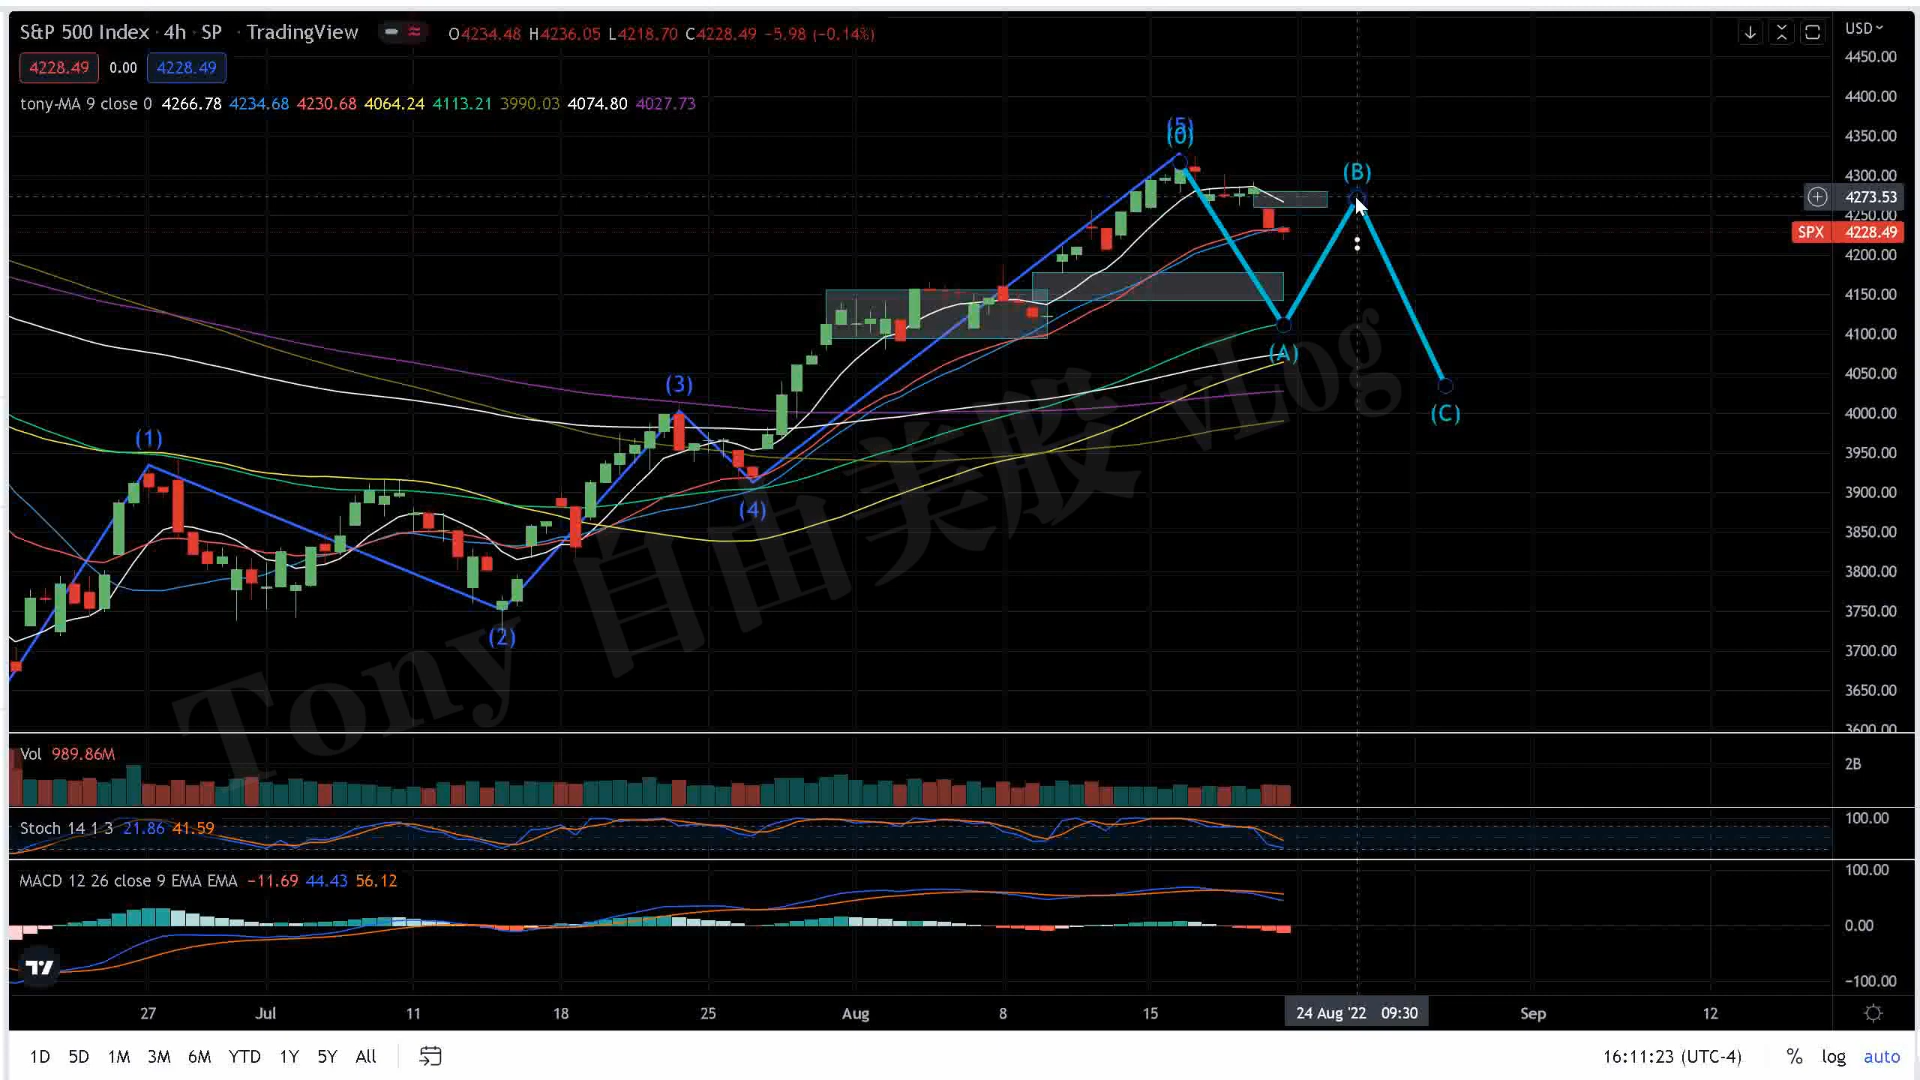 S&P 500 Index · 4h · SP · TradingView O4234.48 H4236.05 L4218.70 C4228.49 −5.98 (−0.14%)
USD
4228.49 0.00 4228.49
tony-MA 9 close 0 4266.78 4234.68 4230.68 4064.24 4113.21 3990.03 4074.80 4027.73
4450.00
4400.00
4350.00
4300.00
4273.53
4250.00
SPX 4228.49
4200.00
4150.00
4100.00
4050.00
4000.00
3950.00
3900.00
3850.00
3800.00
3750.00
3700.00
3650.00
3600.00
(5)
(0)
(B)
(A)
(3)
(C)
(1)
(4)
(2)
Tony 自由美股 vLog
Vol 989.86M
2B
Stoch 14 1 3 21.86 41.59
100.00
MACD 12 26 close 9 EMA EMA −11.69 44.43 56.12
100.00
0.00
−100.00
27 Jul 11 18 25 Aug 8 15 24 Aug '22 09:30 Sep 12
1D 5D 1M 3M 6M YTD 1Y 5Y All 16:11:23 (UTC-4) % log auto